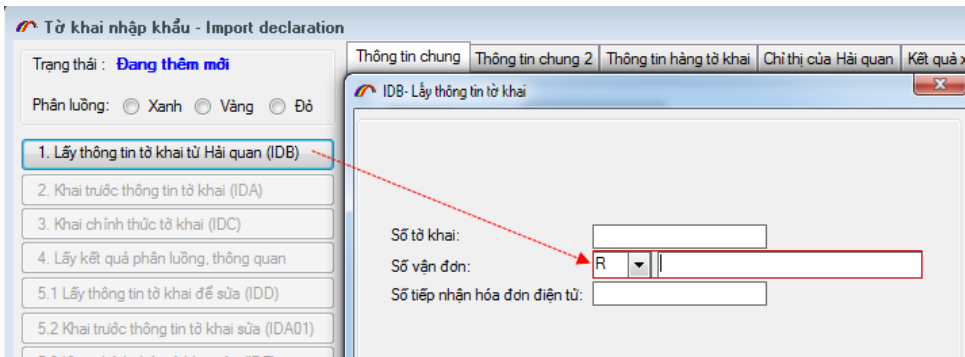 Tờ khai nhập khẩu - Import declaration
Trạng thái : Đang thêm mới
Phân luồng: Xanh Vàng Đỏ
1. Lấy thông tin tờ khai từ Hải quan (IDB)
2. Khai trước thông tin tờ khai (IDA)
3. Khai chính thức tờ khai (IDC)
4. Lấy kết quả phân luồng, thông quan
5.1 Lấy thông tin tờ khai để sửa (IDD)
5.2 Khai trước thông tin tờ khai sửa (IDA01)
Thông tin chung Thông tin chung 2 Thông tin hàng tờ khai Chỉ thị của Hải quan Kết quả x
IDB- Lấy thông tin tờ khai
Số tờ khai:
Số vận đơn: R
Số tiếp nhận hóa đơn điện tử: